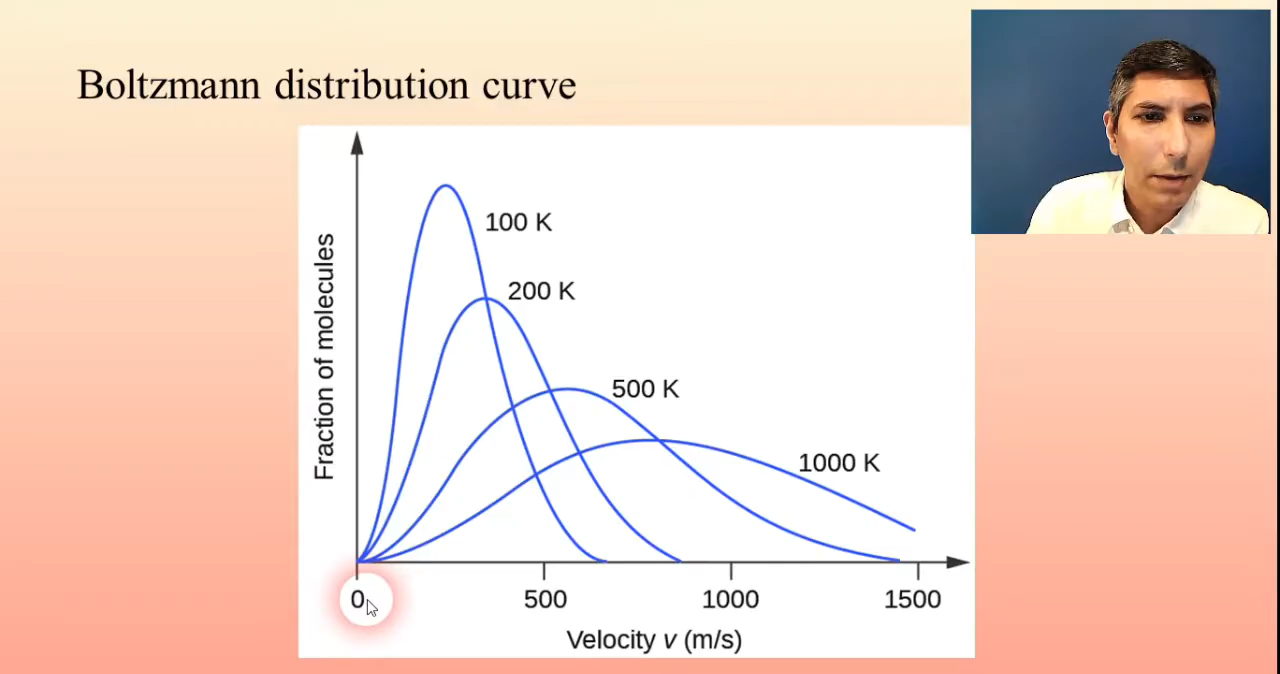 Boltzmann distribution curve
Fraction of molecules
100 K
200 K
500 K
1000 K
0 500 1000 1500
Velocity v (m/s)